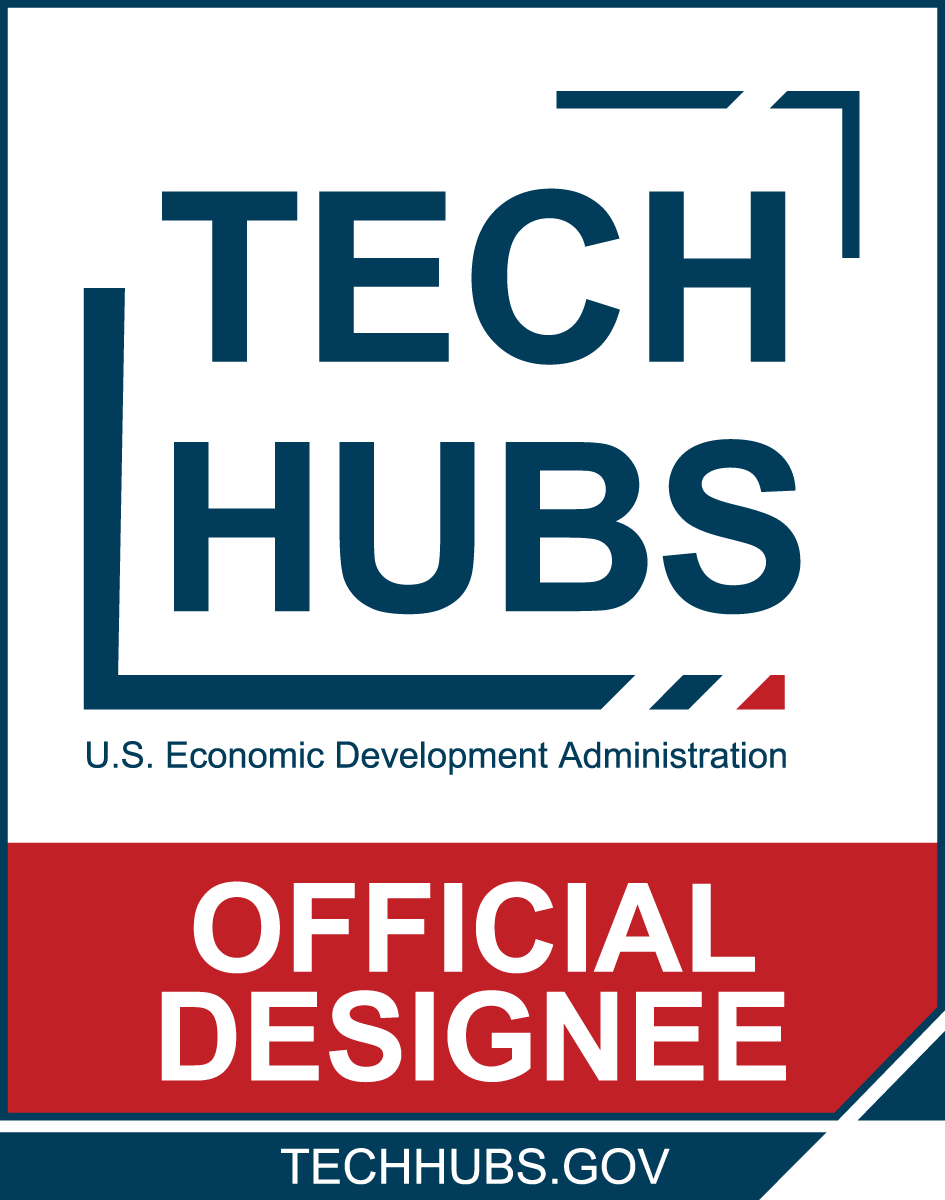 TECH
HUBS
U.S. Economic Development Administration
OFFICIAL
DESIGNEE
TECHHUBS.GOV